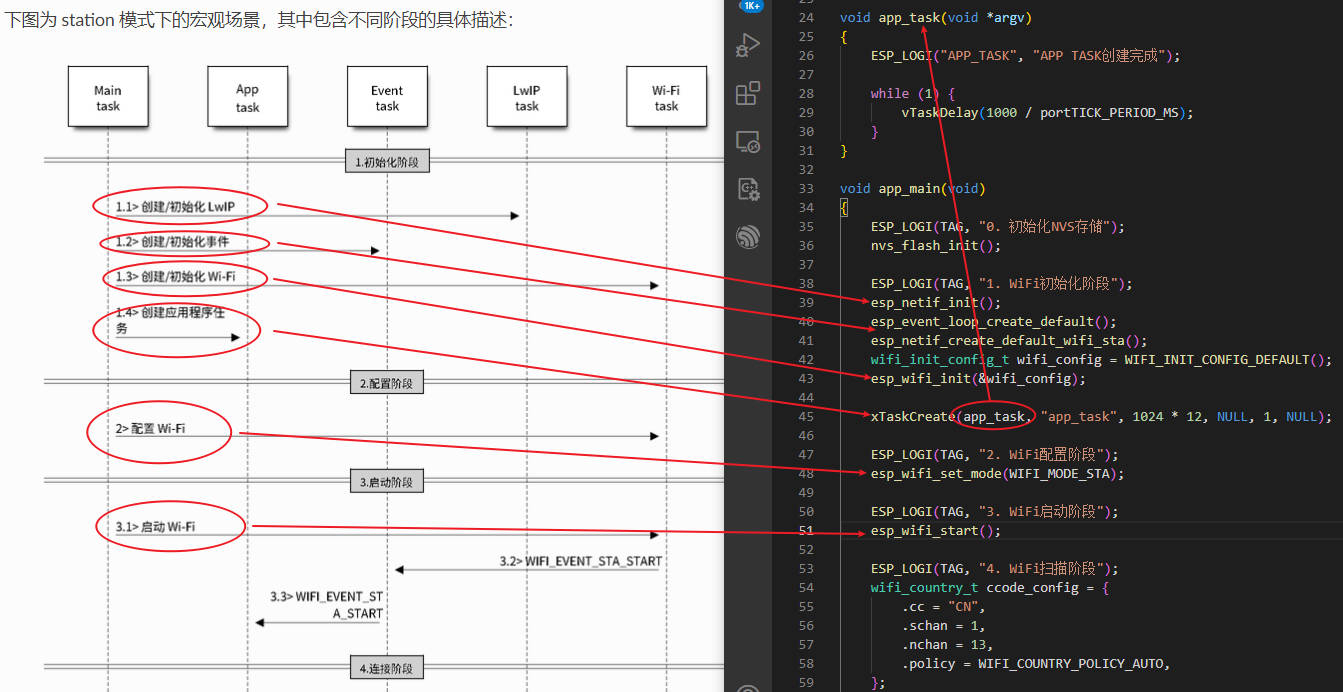 下图为 station 模式下的宏观场景，其中包含不同阶段的具体描述：
Main
task
App
task
Event
task
LwIP
task
Wi-Fi
task
1.初始化阶段
1.1> 创建/初始化 LwIP
1.2> 创建/初始化事件
1.3> 创建/初始化 Wi-Fi
1.4> 创建应用程序任
务
2.配置阶段
2> 配置 Wi-Fi
3.启动阶段
3.1> 启动 Wi-Fi
3.2> WIFI_EVENT_STA_START
3.3> WIFI_EVENT_ST
A_START
4.连接阶段
1K+
24 void app_task(void *argv)
25 {
26 ESP_LOGI("APP_TASK", "APP TASK创建完成");
27
28 while (1) {
29 vTaskDelay(1000 / portTICK_PERIOD_MS);
30 }
31 }
32
33 void app_main(void)
34 {
35 ESP_LOGI(TAG, "0. 初始化NVS存储");
36 nvs_flash_init();
37
38 ESP_LOGI(TAG, "1. WiFi初始化阶段");
39 esp_netif_init();
40 esp_event_loop_create_default();
41 esp_netif_create_default_wifi_sta();
42 wifi_init_config_t wifi_config = WIFI_INIT_CONFIG_DEFAULT();
43 esp_wifi_init(&wifi_config);
44
45 xTaskCreate(app_task, "app_task", 1024 * 12, NULL, 1, NULL);
46
47 ESP_LOGI(TAG, "2. WiFi配置阶段");
48 esp_wifi_set_mode(WIFI_MODE_STA);
49
50 ESP_LOGI(TAG, "3. WiFi启动阶段");
51 esp_wifi_start();
52
53 ESP_LOGI(TAG, "4. WiFi扫描阶段");
54 wifi_country_t ccode_config = {
55 .cc = "CN",
56 .schan = 1,
57 .nchan = 13,
58 .policy = WIFI_COUNTRY_POLICY_AUTO,
59 };